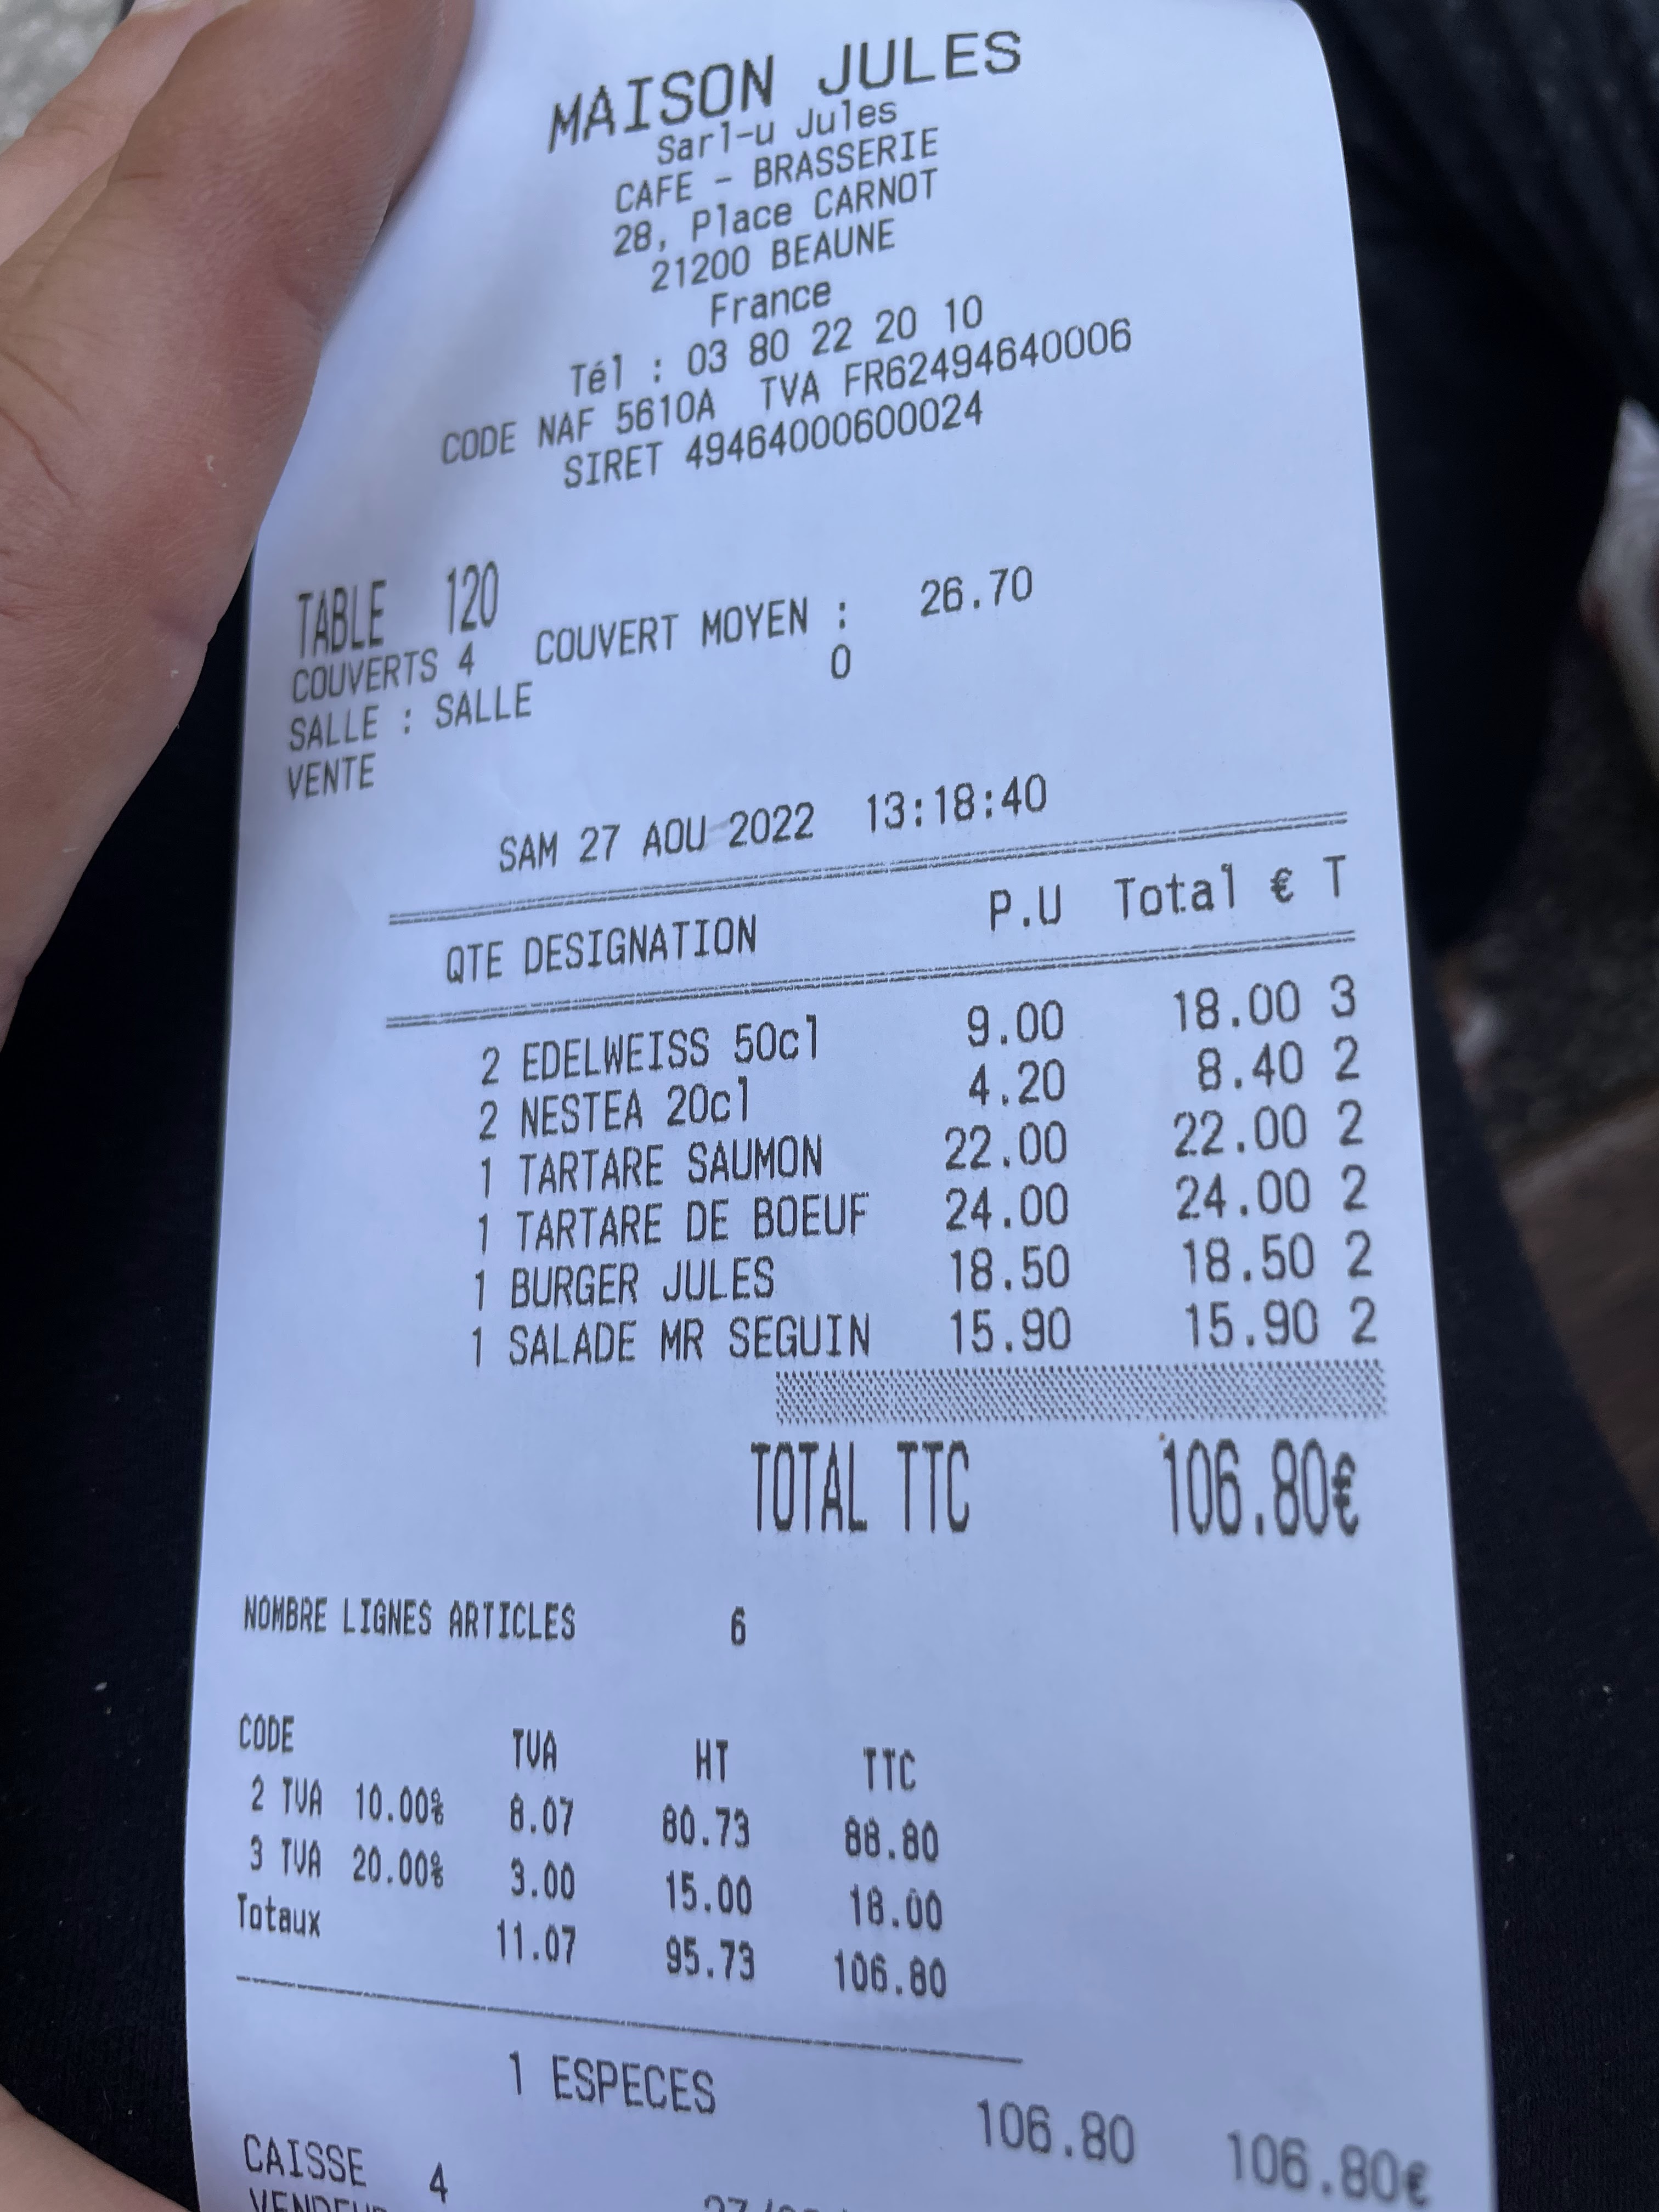 MAISON JULES
Sarl-u Jules
CAFE - BRASSERIE
28, Place CARNOT
21200 BEAUNE
France
Tél : 03 80 22 20 10
CODE NAF 5610A TVA FR62494640006
SIRET 49464000600024
TABLE 120
COUVERTS 4 COUVERT MOYEN : 26.70
SALLE : SALLE 0
VENTE
SAM 27 AOU 2022 13:18:40
QTE DESIGNATION P.U Total € T
2 EDELWEISS 50cl 9.00 18.00 3
2 NESTEA 20cl 4.20 8.40 2
1 TARTARE SAUMON 22.00 22.00 2
1 TARTARE DE BOEUF 24.00 24.00 2
1 BURGER JULES 18.50 18.50 2
1 SALADE MR SEGUIN 15.90 15.90 2
TOTAL TTC 106.80€
NOMBRE LIGNES ARTICLES 6
CODE TVA HT TTC
2 TVA 10.00% 8.07 80.73 88.80
3 TVA 20.00% 3.00 15.00 18.00
Totaux 11.07 95.73 106.80
1 ESPECES 106.80 106.80€
CAISSE 4